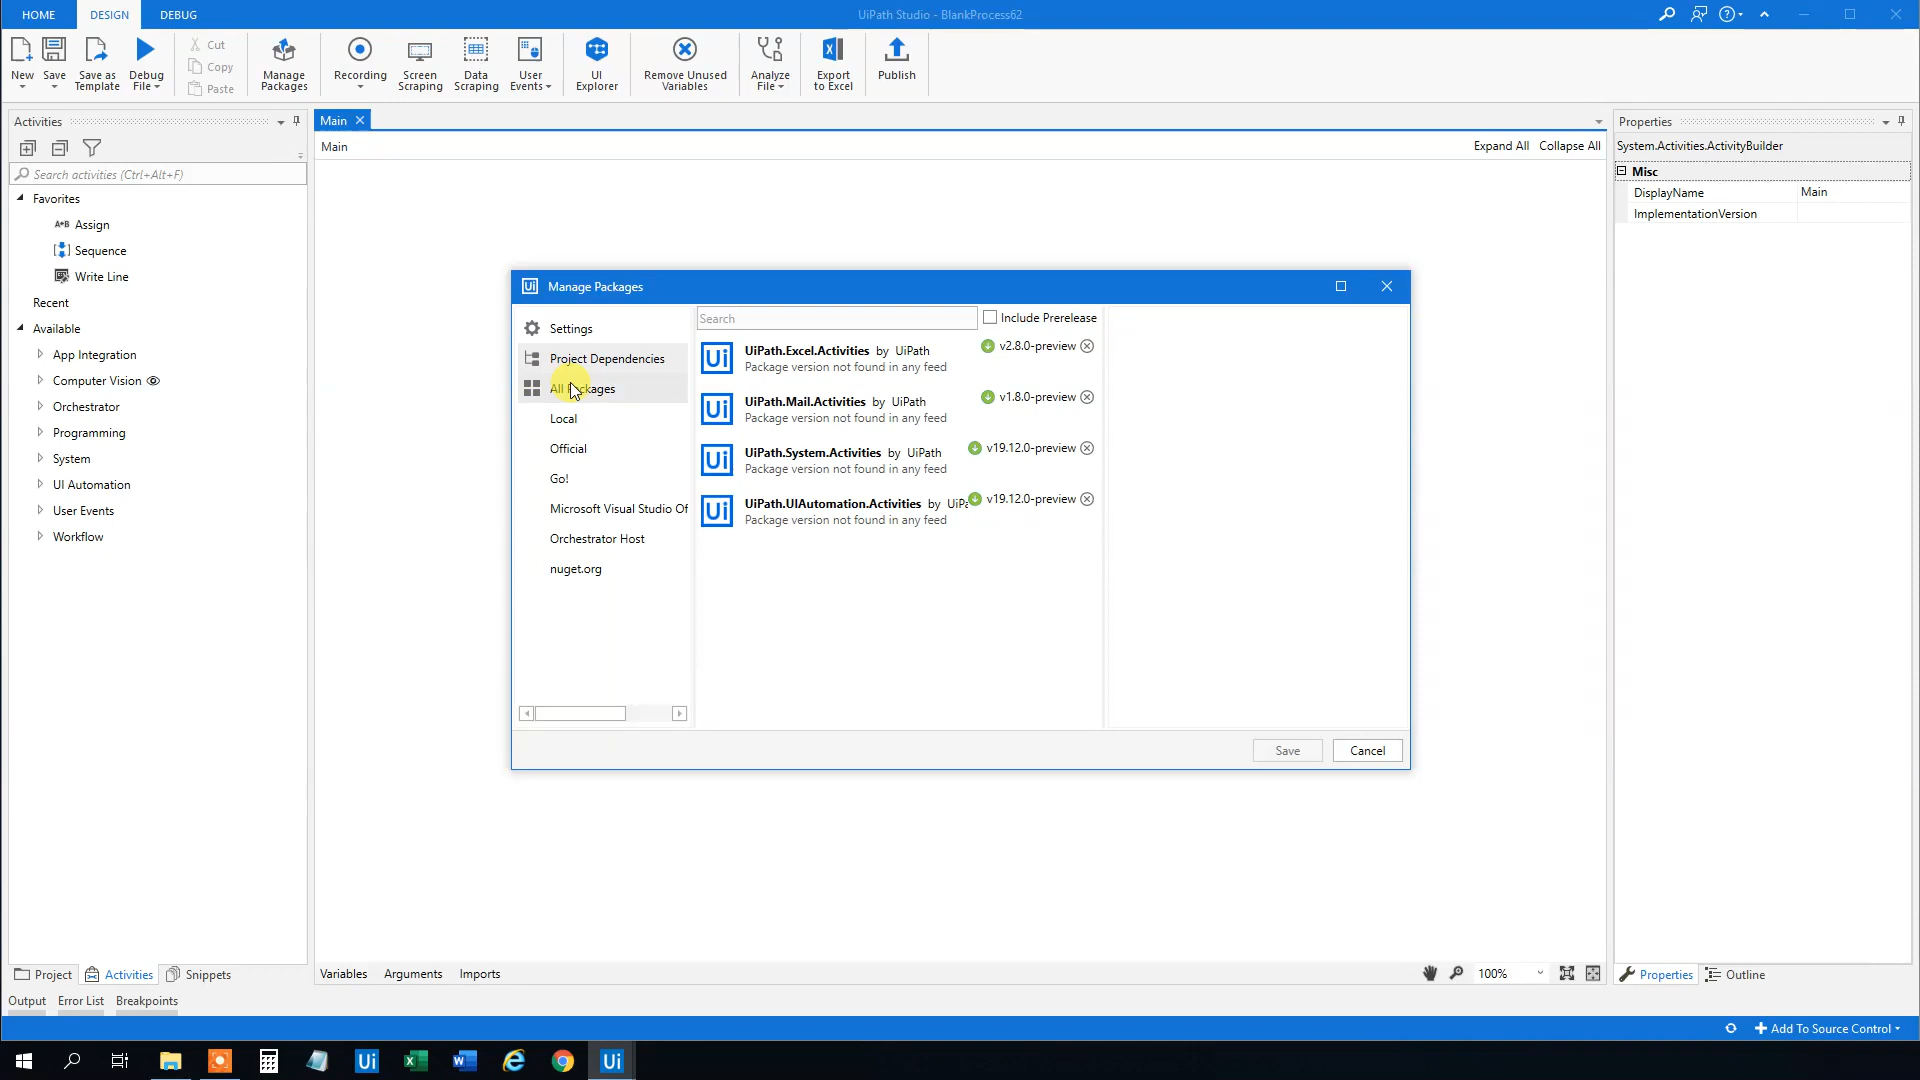 HOME
DESIGN
DEBUG
UiPath Studio - BlankProcess62
New
Save
Save as Template
Debug File
Cut
Copy
Paste
Manage Packages
Recording
Screen Scraping
Data Scraping
User Events
UI Explorer
Remove Unused Variables
Analyze File
Export to Excel
Publish
Activities
Search activities (Ctrl+Alt+F)
Favorites
Assign
Sequence
Write Line
Recent
Available
App Integration
Computer Vision
Orchestrator
Programming
System
UI Automation
User Events
Workflow
Main
Main
Expand All
Collapse All
Properties
System.Activities.ActivityBuilder
Misc
DisplayName
Main
ImplementationVersion
Manage Packages
Settings
Project Dependencies
All Packages
Local
Official
Go!
Microsoft Visual Studio Of
Orchestrator Host
nuget.org
Search
Include Prerelease
UiPath.Excel.Activities by UiPath
v2.8.0-preview
Package version not found in any feed
UiPath.Mail.Activities by UiPath
v1.8.0-preview
Package version not found in any feed
UiPath.System.Activities by UiPath
v19.12.0-preview
Package version not found in any feed
UiPath.UIAutomation.Activities by UiPa
v19.12.0-preview
Package version not found in any feed
Save
Cancel
Project
Activities
Snippets
Variables
Arguments
Imports
100%
Properties
Outline
Output
Error List
Breakpoints
Add To Source Control